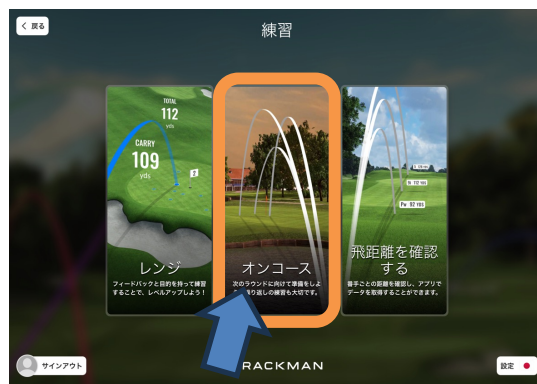 戻る
練習
TOTAL
112
yds
CARRY
109
yds
2
レンジ
フィードバックと目的を持って練習
することで、レベルアップしよう！
オンコース
次のラウンドに向けて準備をしよ
り返しの練習も大切です。
9i 112 YDS
Pw 92 YDS
飛距離を確認
する
番手ごとの距離を確認し、アプリで
データを取得することができます。
サインアウト
RACKMAN
設定